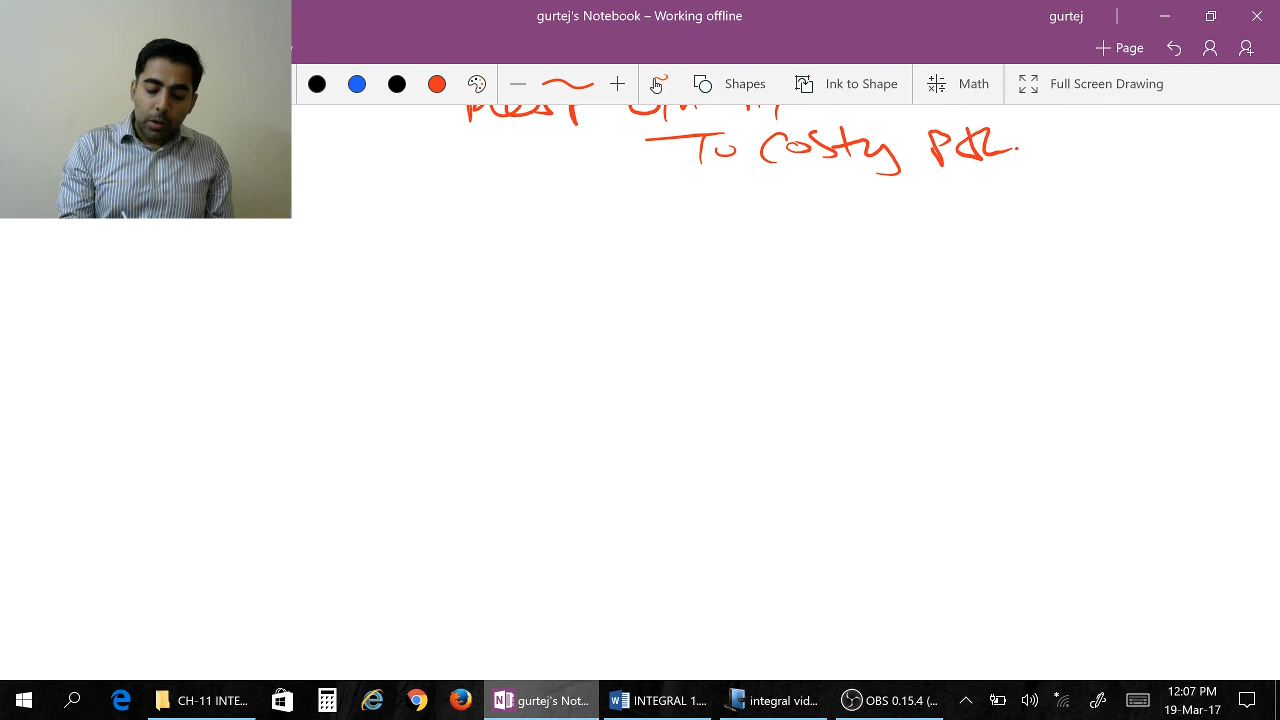 gurtej's Notebook – Working offline
gurtej
Page
Shapes
Ink to Shape
Math
Full Screen Drawing
To Costy P&L.
CH-11 INTE...
gurtej's Not...
INTEGRAL 1....
integral vid...
OBS 0.15.4 (...
12:07 PM
19-Mar-17